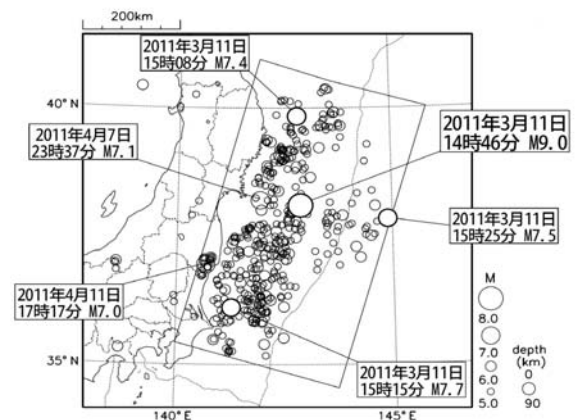 200km
2011年3月11日
15時08分 M7.4
40°N
2011年4月7日
23時37分 M7.1
2011年3月11日
14時46分 M9.0
2011年3月11日
15時25分 M7.5
2011年4月11日
17時17分 M7.0
2011年3月11日
15時15分 M7.7
35°N
140°E
145°E
M
8.0
7.0
6.0
5.0
depth
(km)
0
90